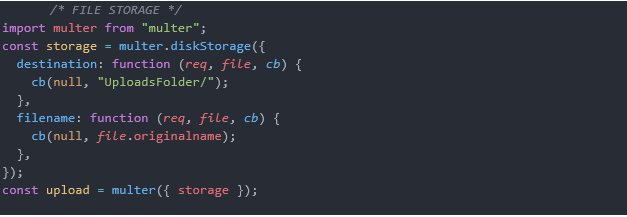 /* FILE STORAGE */
import multer from "multer";
const storage = multer.diskStorage({
  destination: function (req, file, cb) {
    cb(null, "UploadsFolder/");
  },
  filename: function (req, file, cb) {
    cb(null, file.originalname);
  },
});
const upload = multer({ storage });